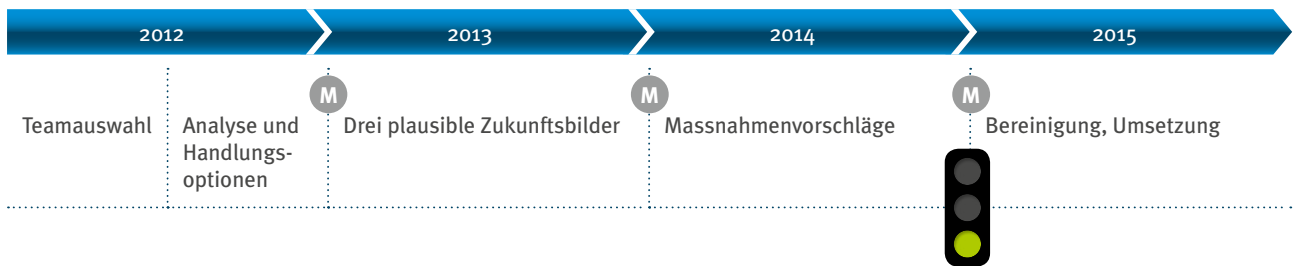 2012
2013
2014
2015
M
M
M
Teamauswahl
Analyse und
Handlungs-
optionen
Drei plausible Zukunftsbilder
Massnahmenvorschläge
Bereinigung, Umsetzung